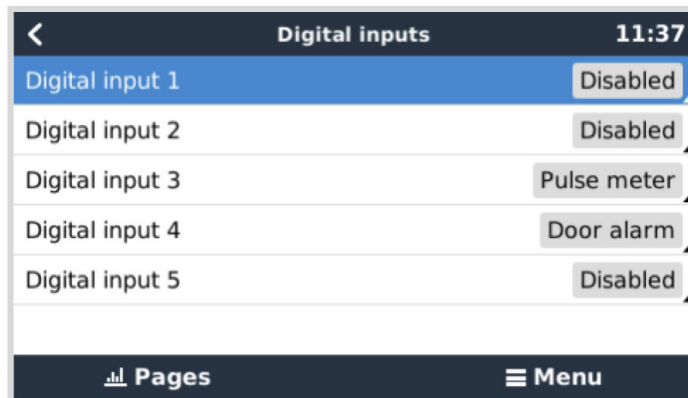 Digital inputs 11:37
Digital input 1 Disabled
Digital input 2 Disabled
Digital input 3 Pulse meter
Digital input 4 Door alarm
Digital input 5 Disabled
Pages Menu